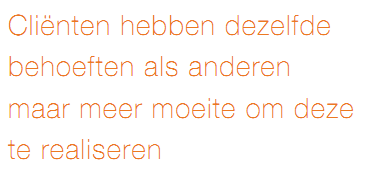 Cliënten hebben dezelfde
behoeften als anderen
maar meer moeite om deze
te realiseren